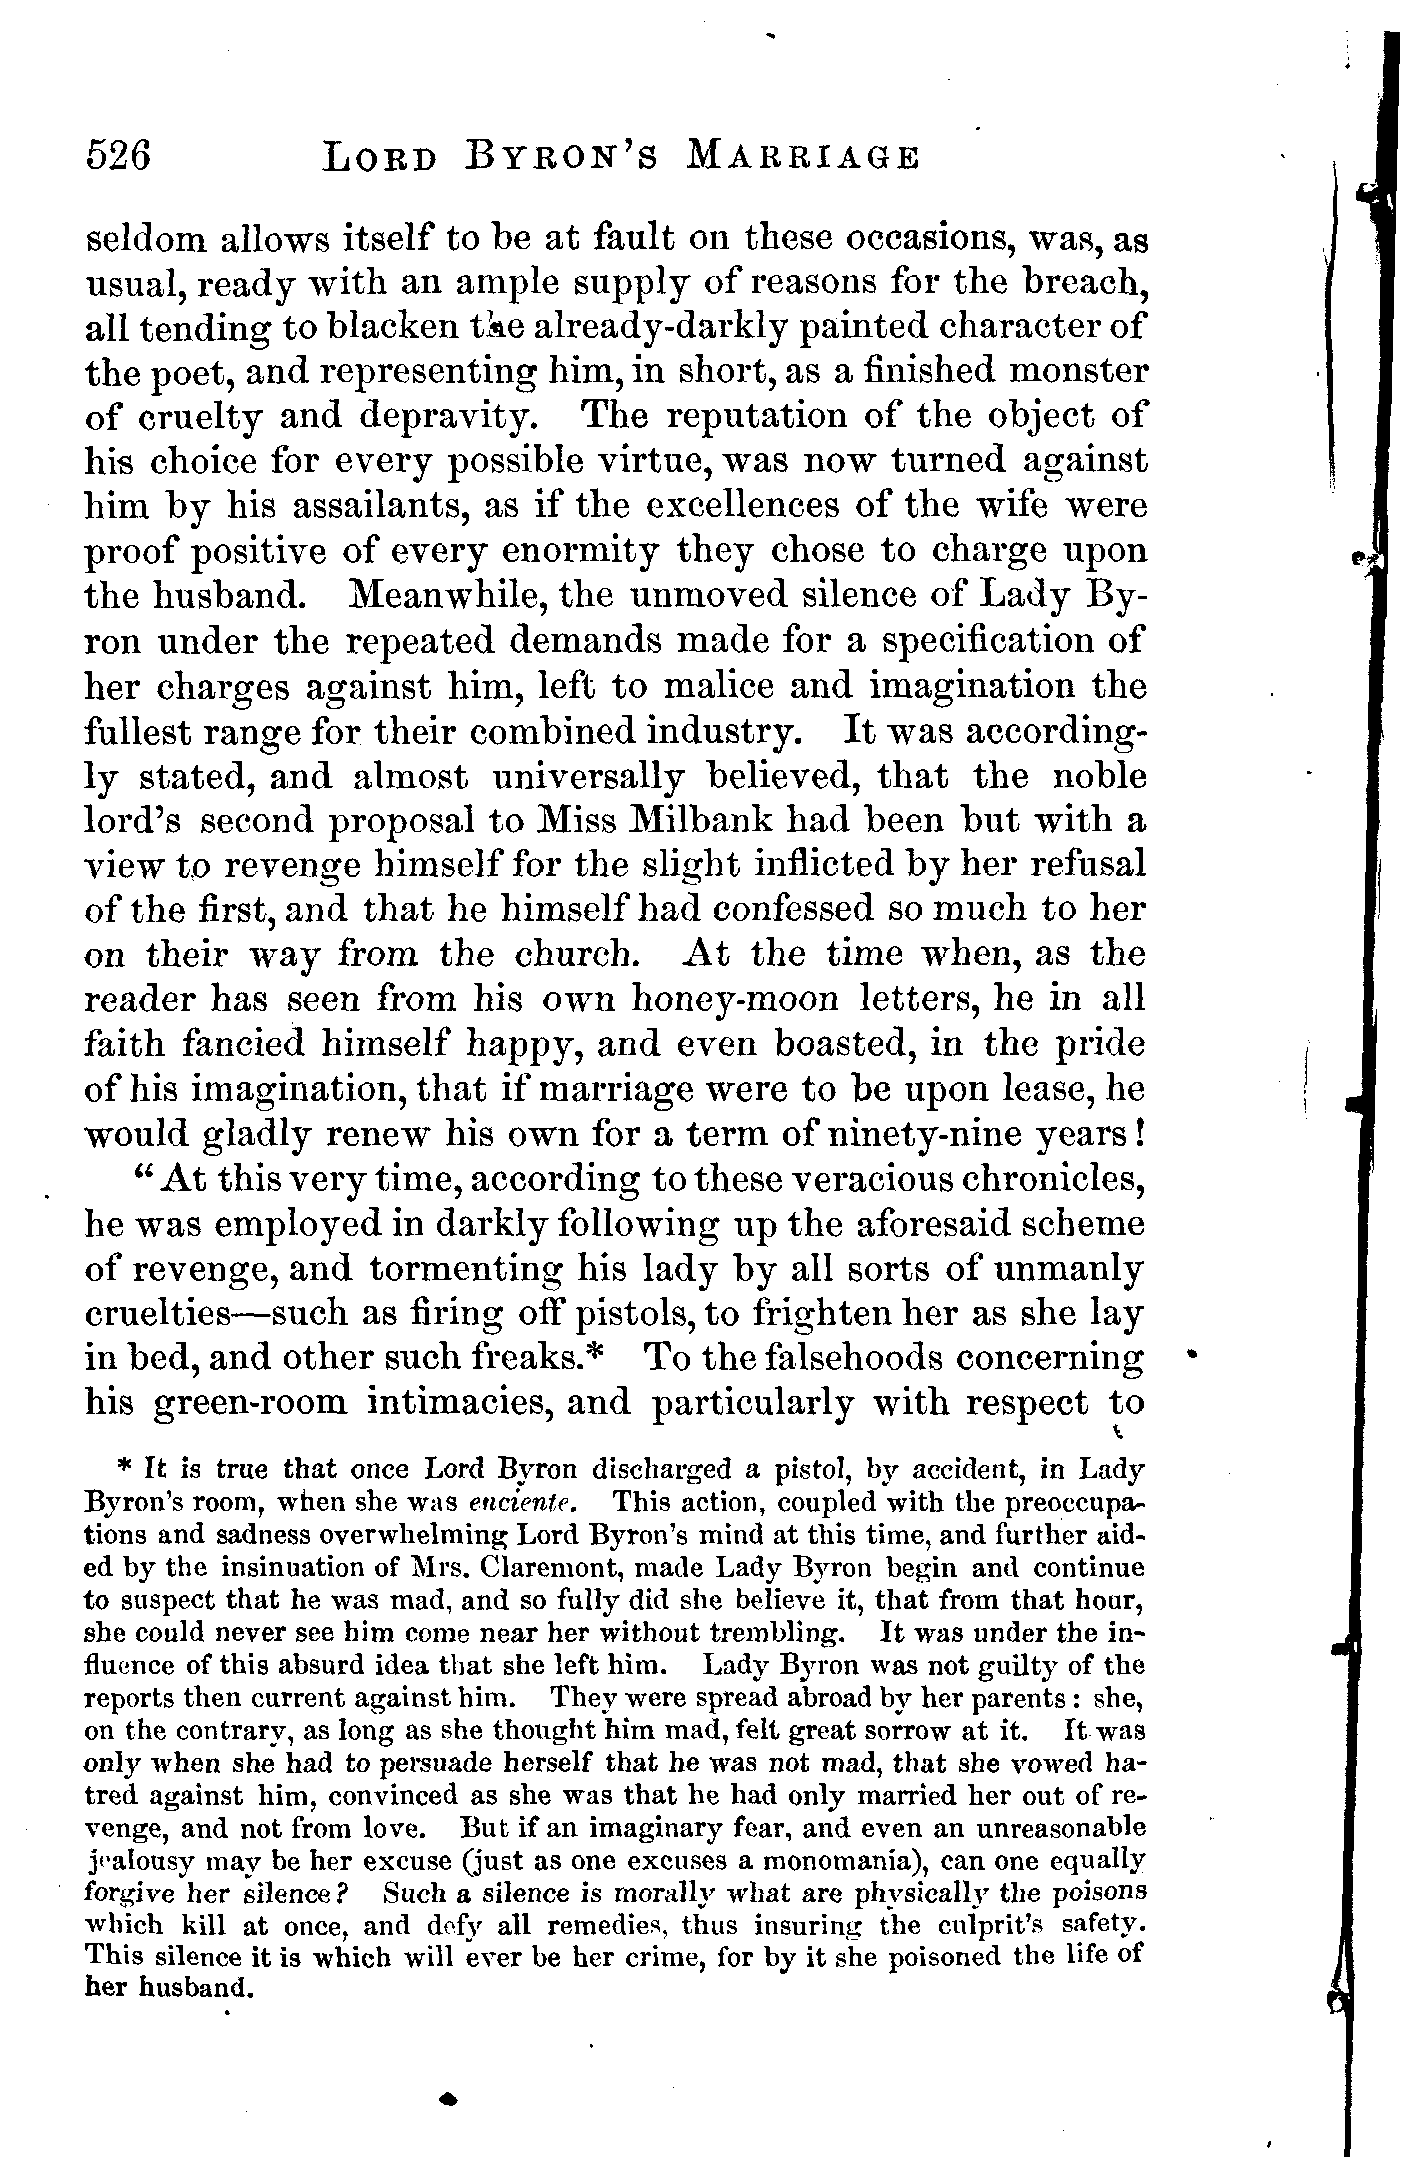 526 LORD BYRON'S MARRIAGE
seldom allows itself to be at fault on these occasions, was, as
usual, ready with an ample supply of reasons for the breach,
all tending to blacken the already-darkly painted character of
the poet, and representing him, in short, as a finished monster
of cruelty and depravity. The reputation of the object of
his choice for every possible virtue, was now turned against
him by his assailants, as if the excellences of the wife were
proof positive of every enormity they chose to charge upon
the husband. Meanwhile, the unmoved silence of Lady By-
ron under the repeated demands made for a specification of
her charges against him, left to malice and imagination the
fullest range for their combined industry. It was according-
ly stated, and almost universally believed, that the noble
lord's second proposal to Miss Milbank had been but with a
view to revenge himself for the slight inflicted by her refusal
of the first, and that he himself had confessed so much to her
on their way from the church. At the time when, as the
reader has seen from his own honey-moon letters, he in all
faith fancied himself happy, and even boasted, in the pride
of his imagination, that if marriage were to be upon lease, he
would gladly renew his own for a term of ninety-nine years!
"At this very time, according to these veracious chronicles,
he was employed in darkly following up the aforesaid scheme
of revenge, and tormenting his lady by all sorts of unmanly
cruelties—such as firing off pistols, to frighten her as she lay
in bed, and other such freaks.* To the falsehoods concerning
his green-room intimacies, and particularly with respect to
* It is true that once Lord Byron discharged a pistol, by accident, in Lady
Byron's room, when she was enciente. This action, coupled with the preoccupa-
tions and sadness overwhelming Lord Byron's mind at this time, and further aid-
ed by the insinuation of Mrs. Claremont, made Lady Byron begin and continue
to suspect that he was mad, and so fully did she believe it, that from that hour,
she could never see him come near her without trembling. It was under the in-
fluence of this absurd idea that she left him. Lady Byron was not guilty of the
reports then current against him. They were spread abroad by her parents: she,
on the contrary, as long as she thought him mad, felt great sorrow at it. It was
only when she had to persuade herself that he was not mad, that she vowed ha-
tred against him, convinced as she was that he had only married her out of re-
venge, and not from love. But if an imaginary fear, and even an unreasonable
jealousy may be her excuse (just as one excuses a monomania), can one equally
forgive her silence? Such a silence is morally what are physically the poisons
which kill at once, and defy all remedies, thus insuring the culprit's safety.
This silence it is which will ever be her crime, for by it she poisoned the life of
her husband.